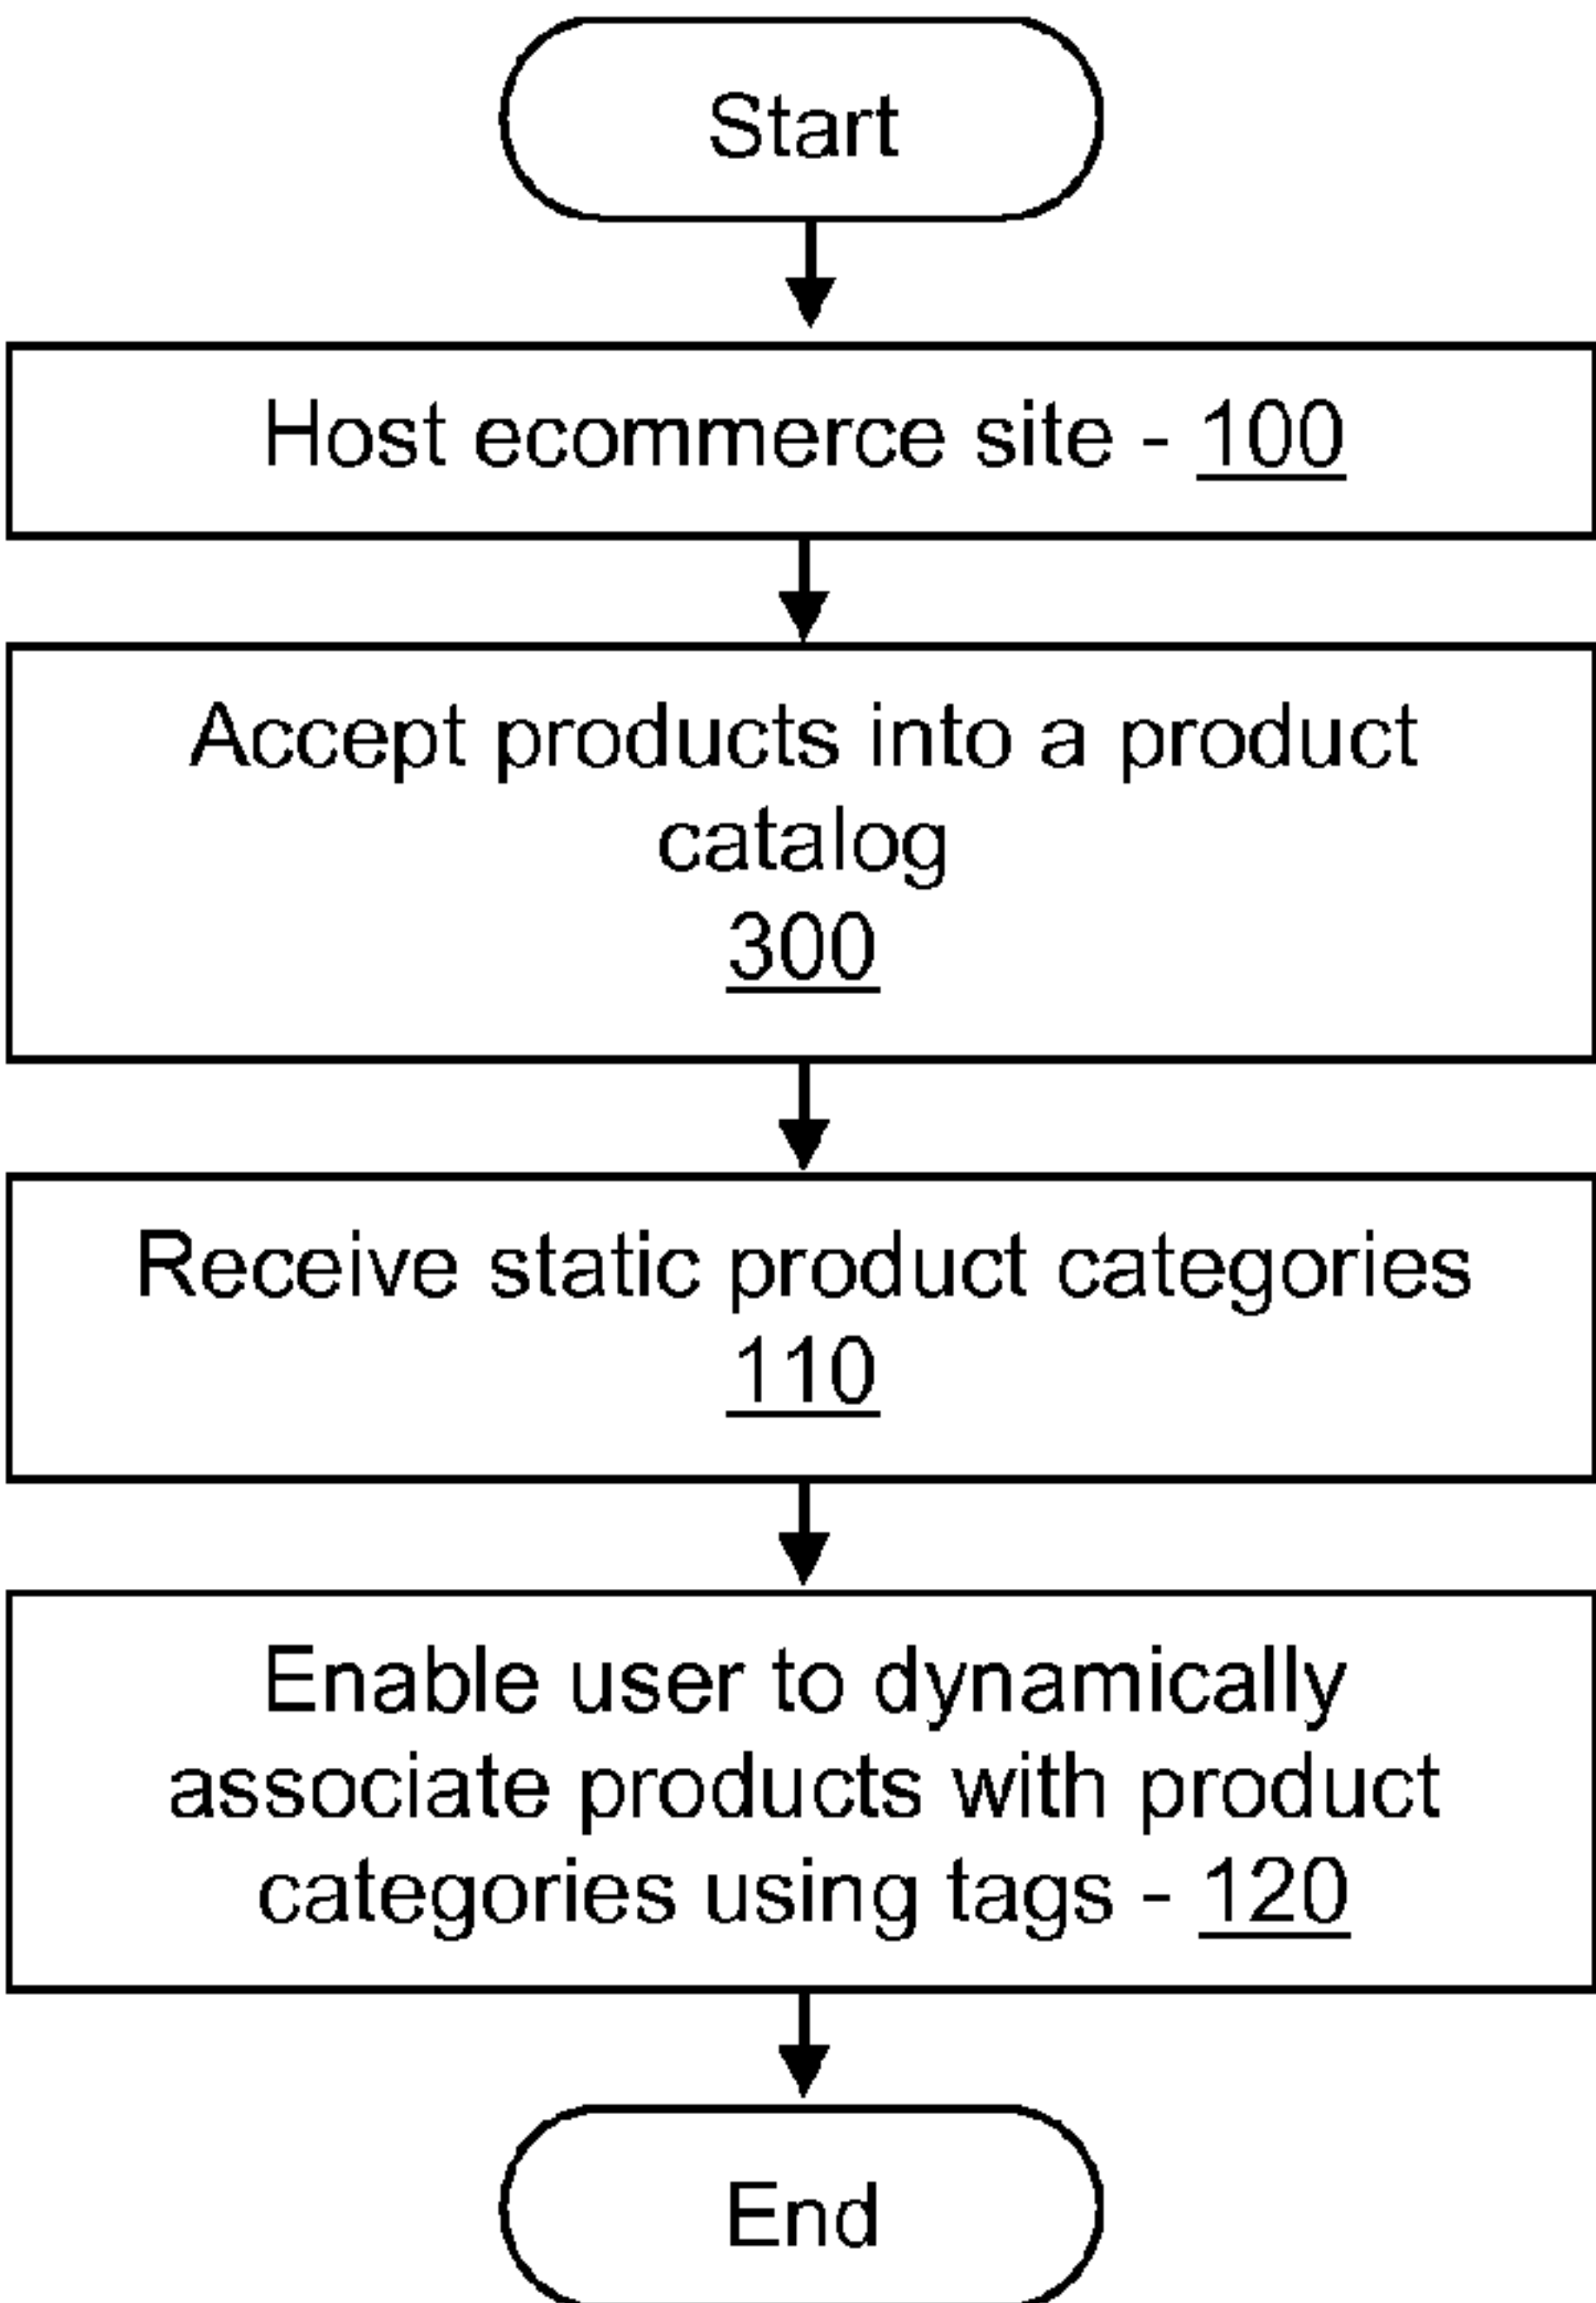 Start
Host ecommerce site - 100
Accept products into a product
catalog
300
Receive static product categories
110
Enable user to dynamically
associate products with product
categories using tags - 120
End